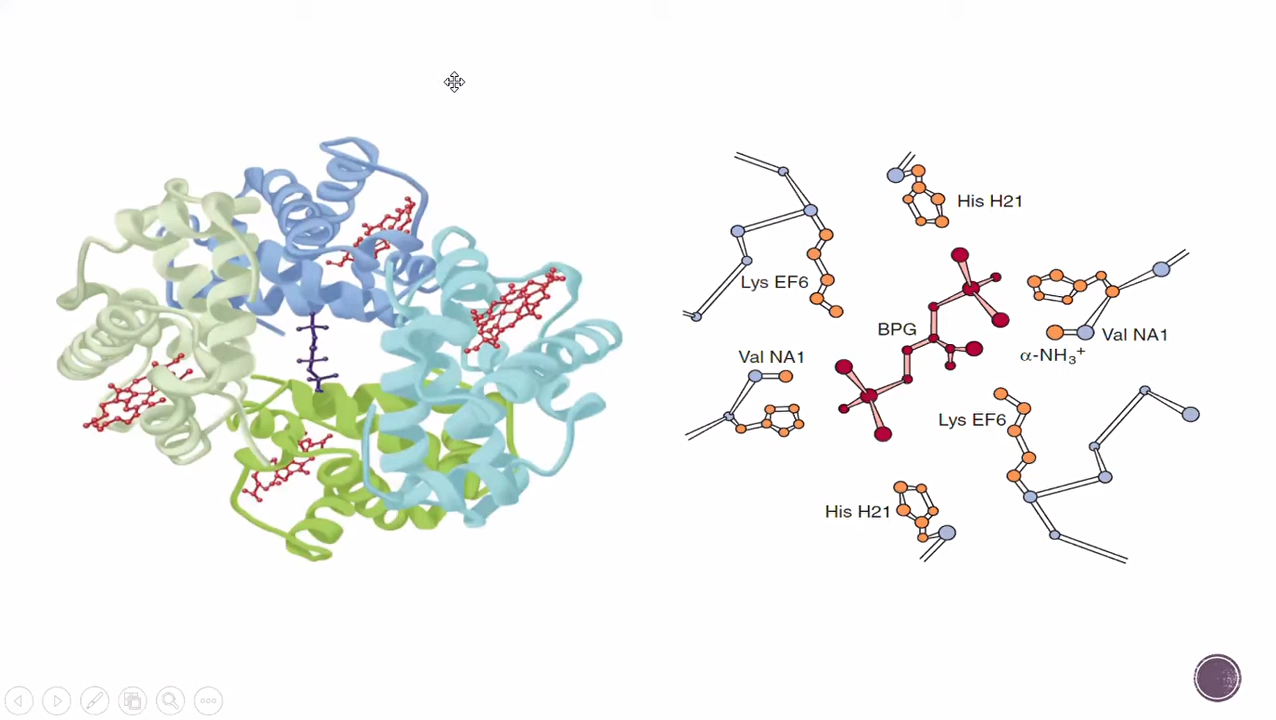 His H21
Lys EF6
BPG
Val NA1
α-NH₃⁺
Val NA1
Lys EF6
His H21